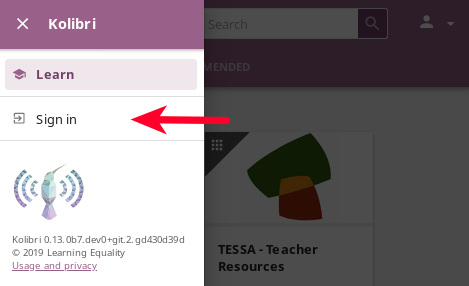 Kolibri
Search
MENDED
Learn
Sign in
TESSA - Teacher
Resources
Kolibri 0.13.0b7.dev0+git.2.gd430d39d
© 2019 Learning Equality
Usage and privacy